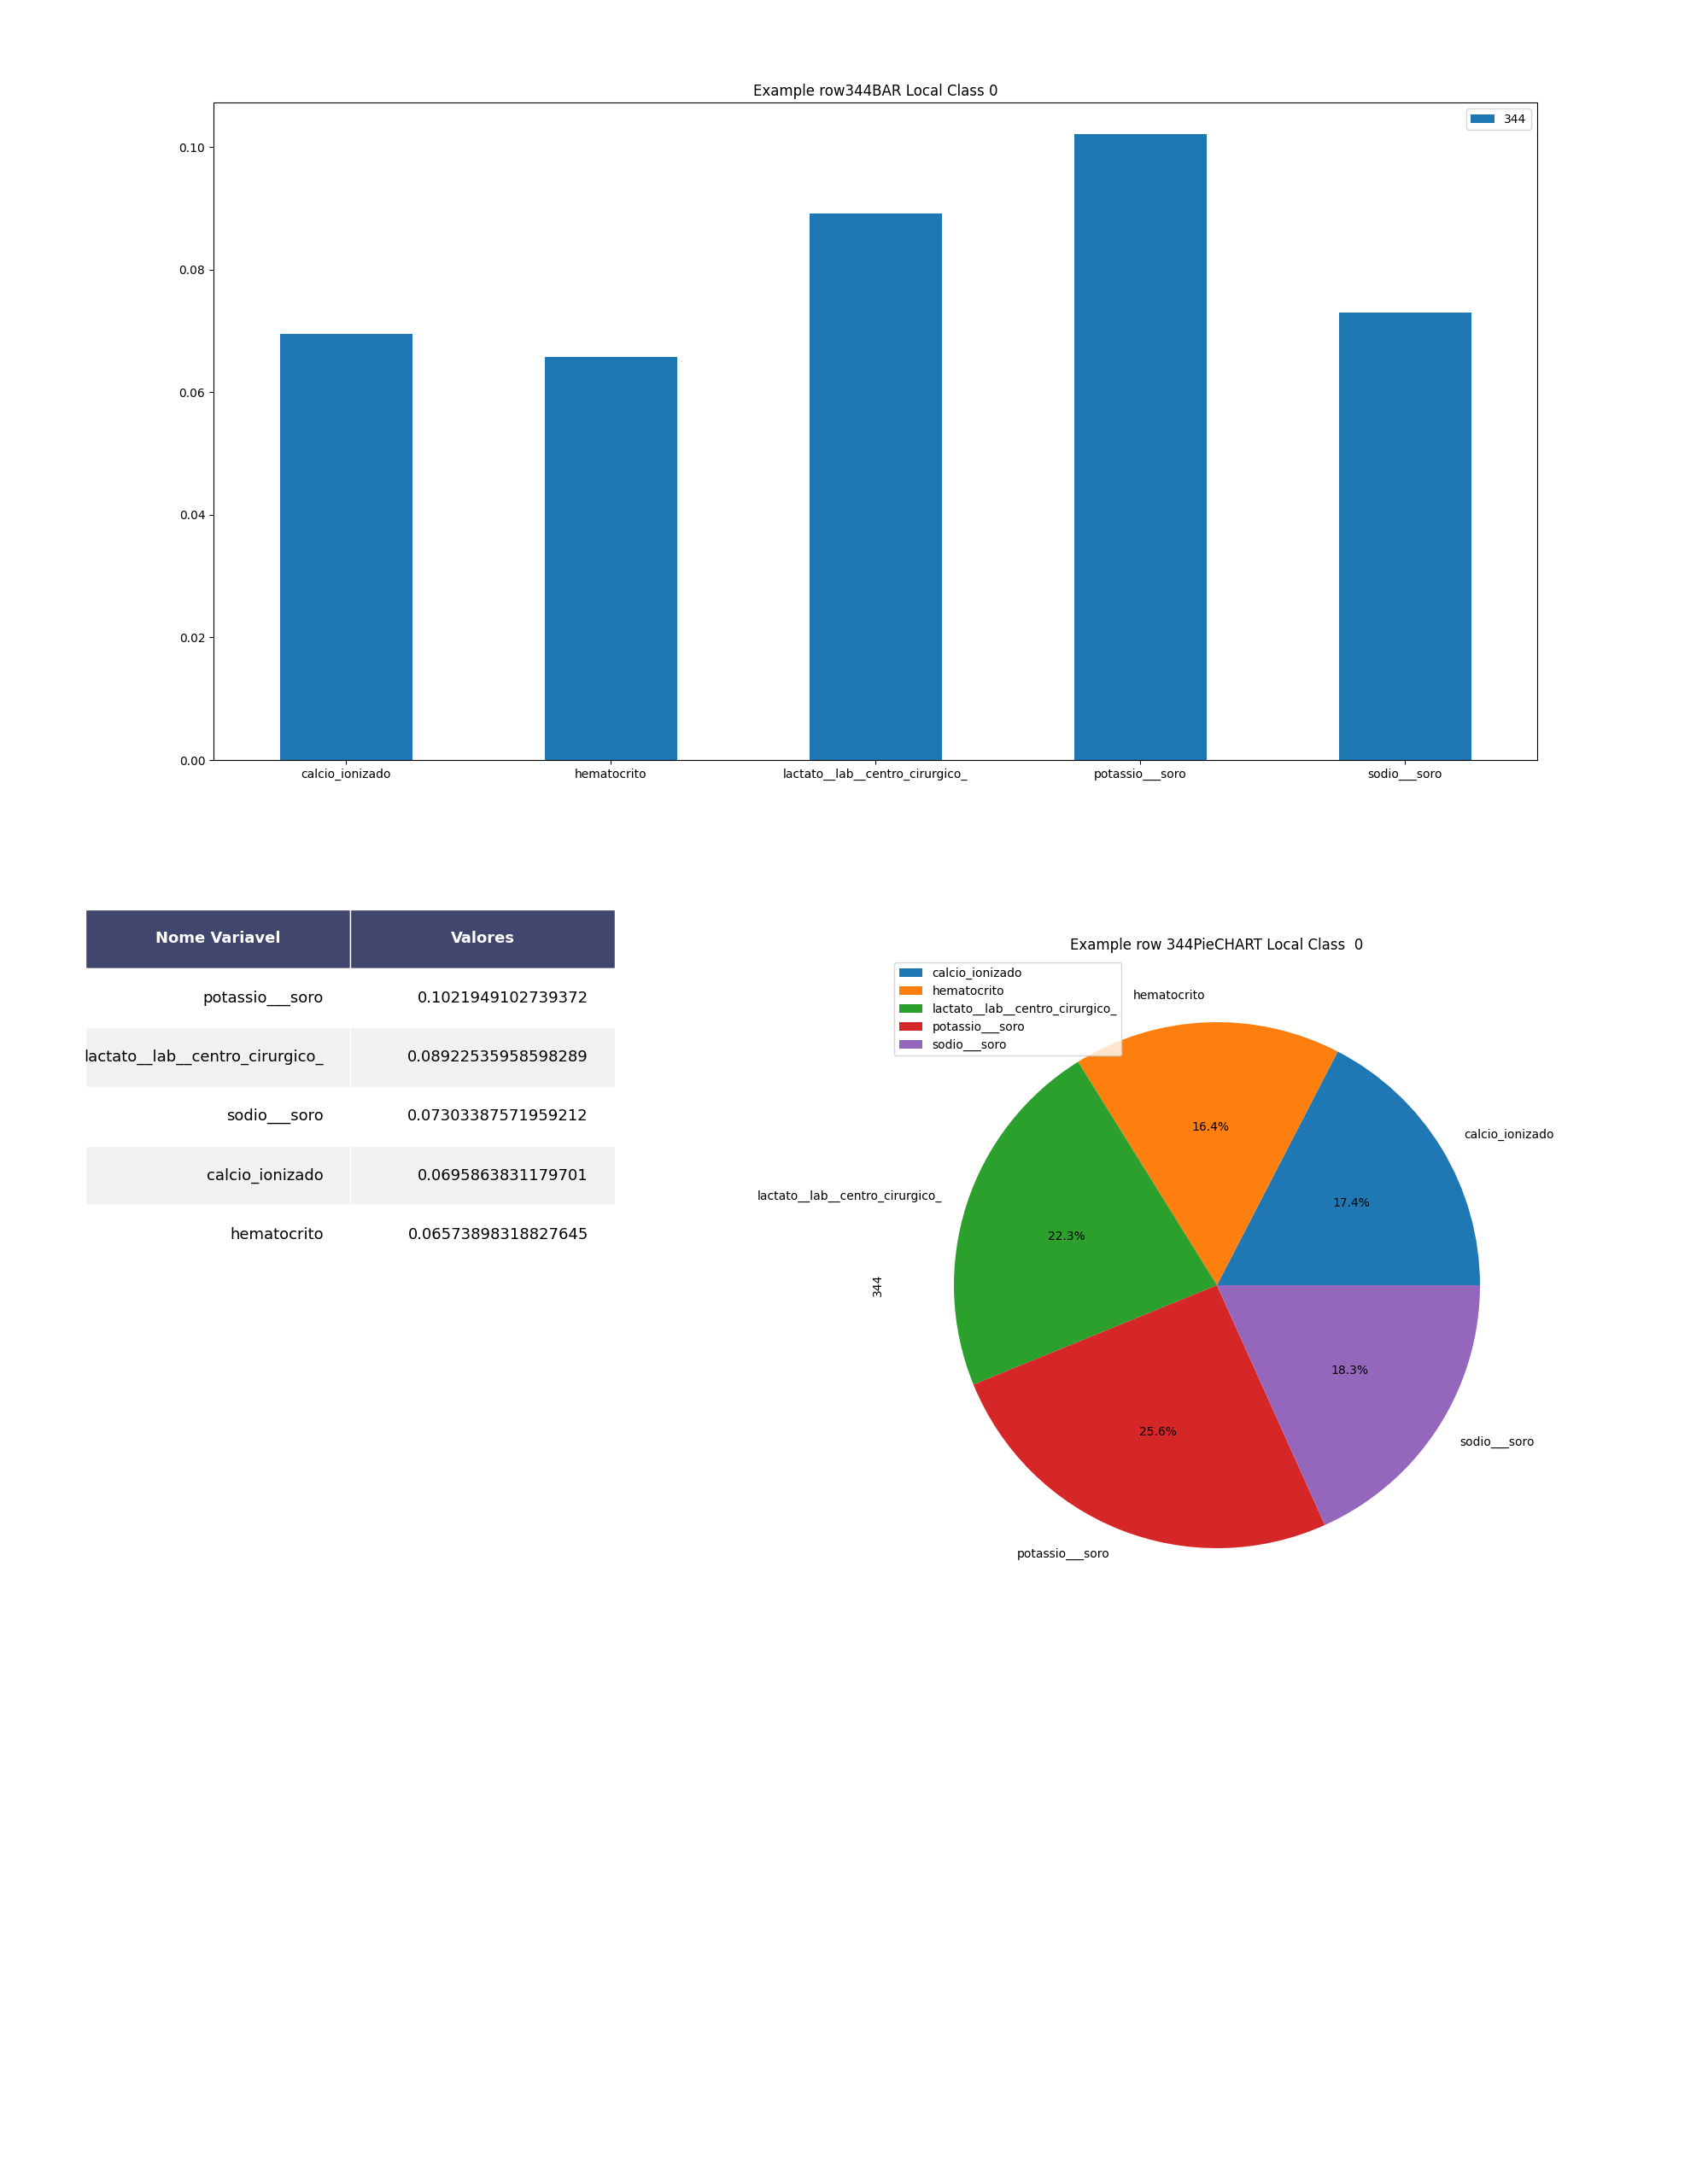 Example row344BAR Local Class 0
344
0.10
0.08
0.06
0.04
0.02
0.00
calcio_ionizado hematocrito lactato__lab__centro_cirurgico_ potassio___soro sodio___soro
Nome Variavel Valores
potassio___soro 0.1021949102739372
lactato__lab__centro_cirurgico_ 0.08922535958598289
sodio___soro 0.07303387571959212
calcio_ionizado 0.0695863831179701
hematocrito 0.06573898318827645
Example row 344PieCHART Local Class  0
calcio_ionizado
hematocrito
lactato__lab__centro_cirurgico_
potassio___soro
sodio___soro
hematocrito
calcio_ionizado
lactato__lab__centro_cirurgico_
potassio___soro
sodio___soro
16.4%
17.4%
22.3%
25.6%
18.3%
344